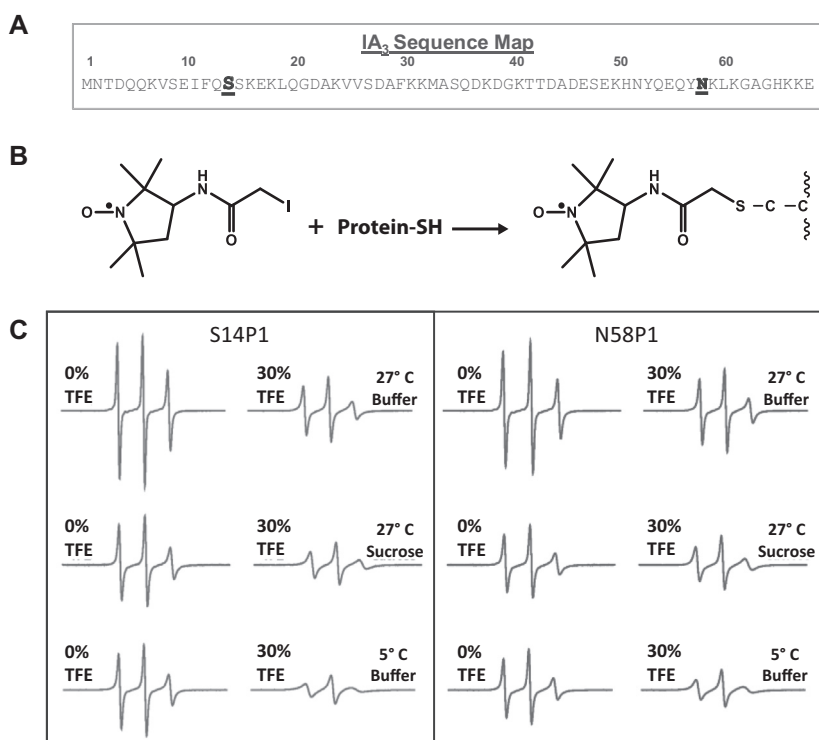 A
IA3 Sequence Map
1 10 20 30 40 50 60
MNTDQQKVSEIFQSSKEKLQGDAKVVSDAFKKMASQDKDGKTTDADESEKHNYQEQYNKLKGAGHKKE
B
O N H N O I + Protein-SH O N H N O S C C
C
S14P1 N58P1
0% 30% 27° C 0% 30% 27° C
TFE TFE Buffer TFE TFE Buffer
0% 30% 27° C 0% 30% 27° C
TFE TFE Sucrose TFE TFE Sucrose
0% 30% 5° C 0% 30% 5° C
TFE TFE Buffer TFE TFE Buffer